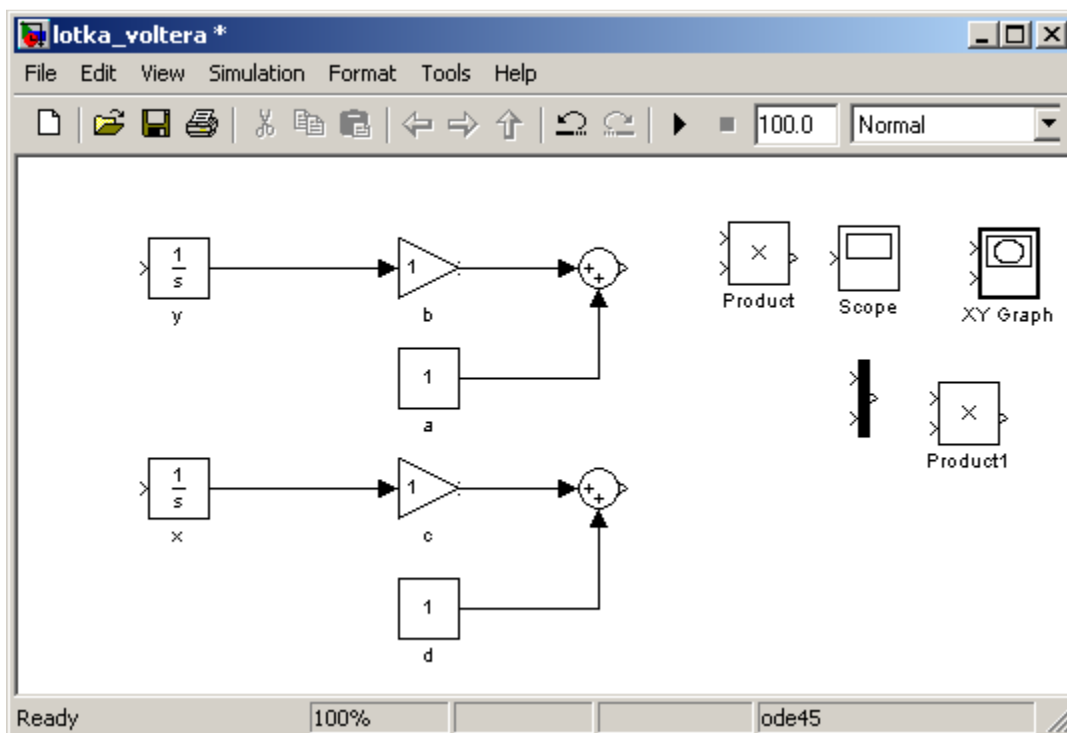 lotka_voltera *
File Edit View Simulation Format Tools Help
100.0 Normal
1
s
y
1
b
+
+
×
Product
Scope
XY Graph
1
a
×
Product1
1
s
x
1
c
+
+
1
d
Ready 100% ode45